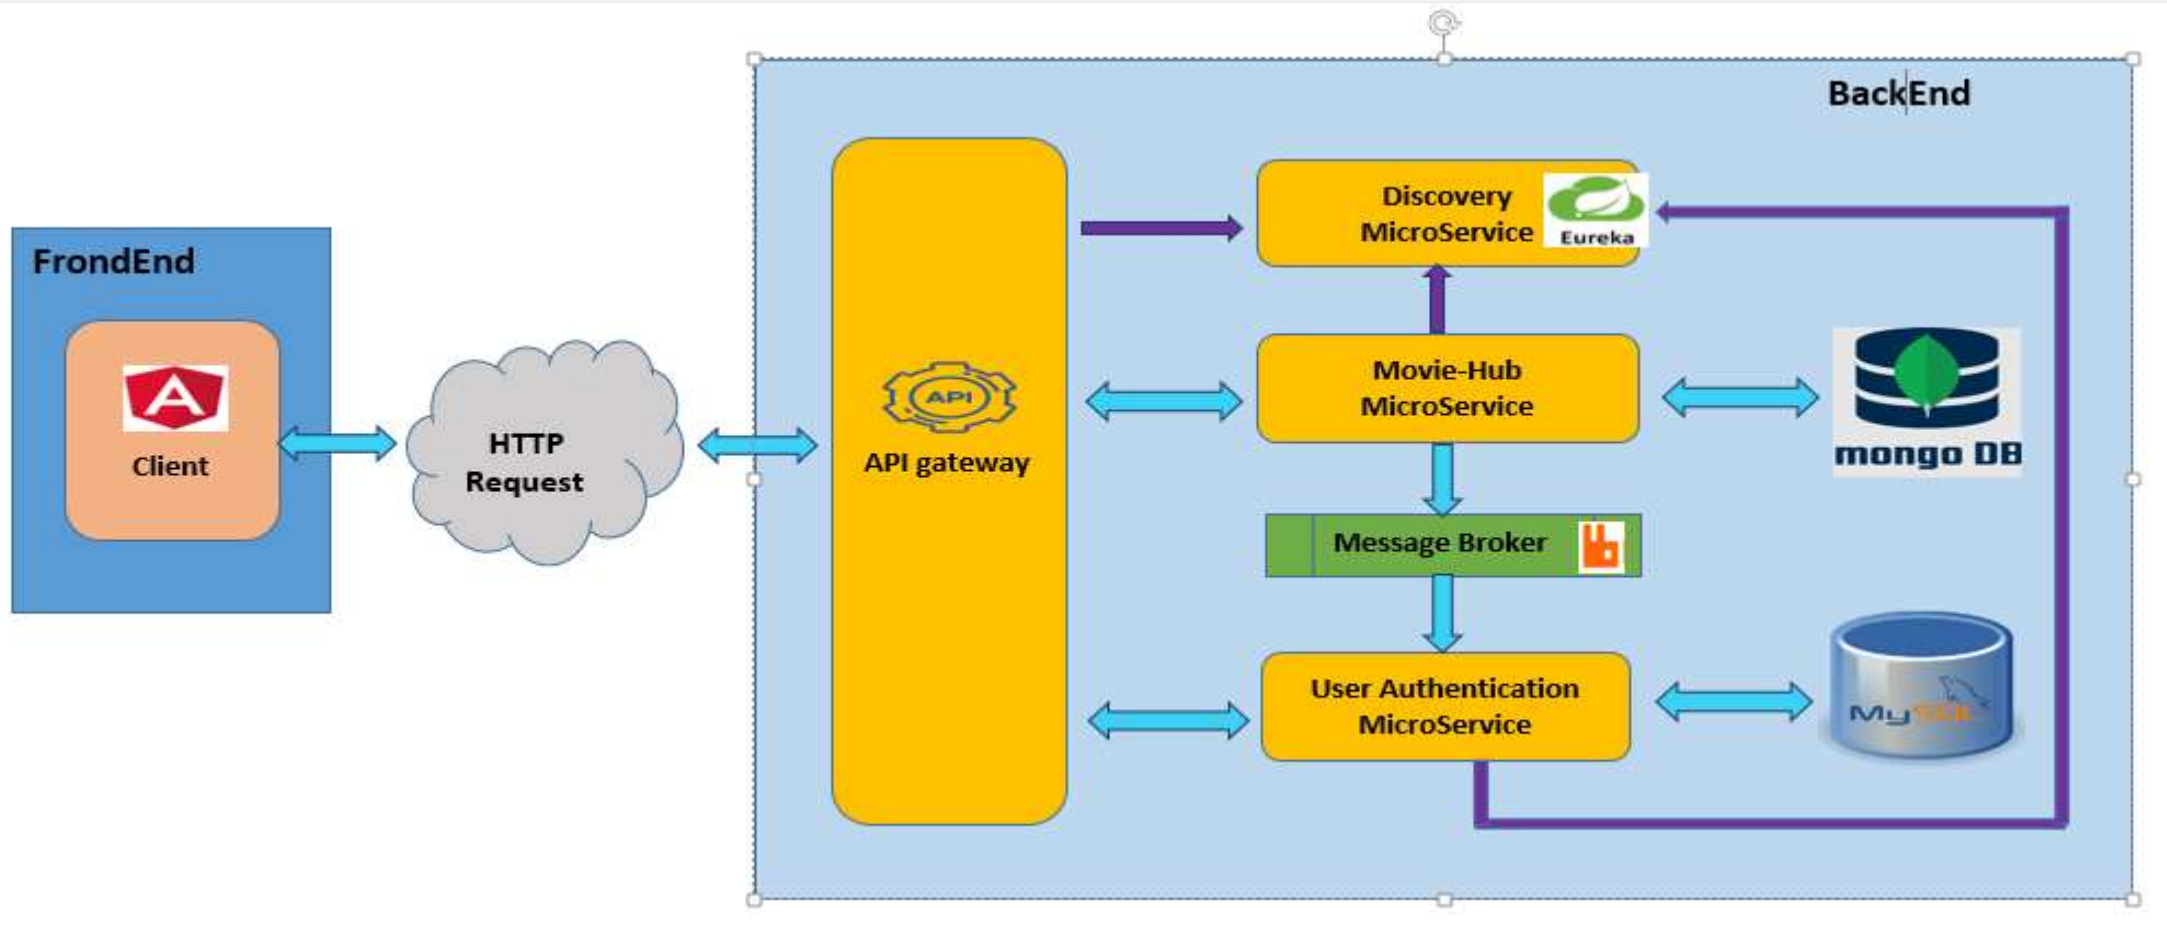 BackEnd
FrondEnd
Client
HTTP
Request
API
API gateway
Discovery
MicroService
Eureka
Movie-Hub
MicroService
mongo DB
Message Broker
User Authentication
MicroService
MySQL